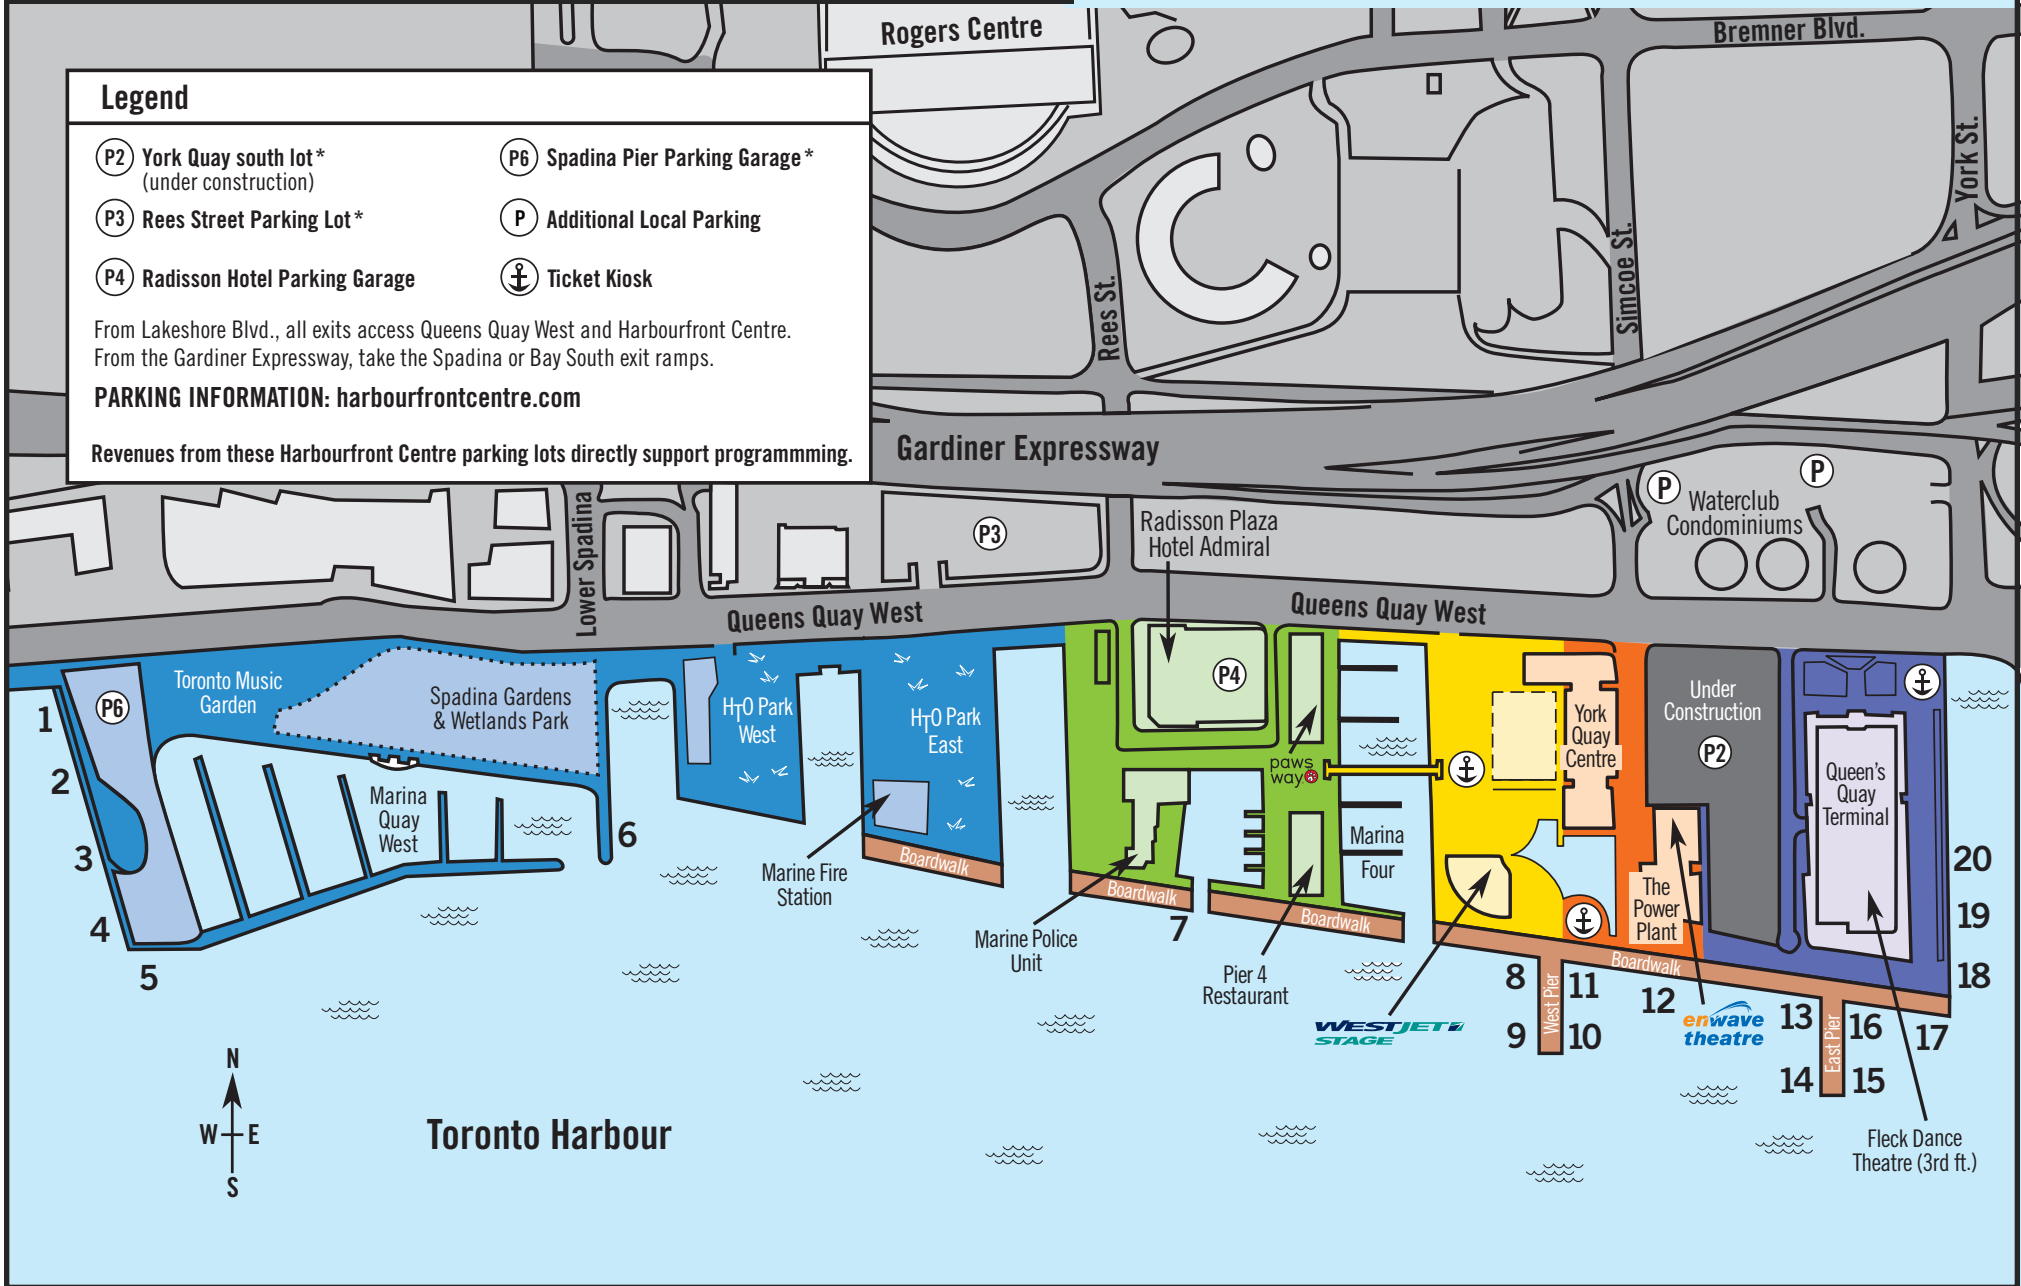 Rogers Centre
Bremner Blvd.
York St.
Simcoe St.
Rees St.
Legend
P2 York Quay south lot*
(under construction)
P3 Rees Street Parking Lot*
P4 Radisson Hotel Parking Garage
P6 Spadina Pier Parking Garage*
P Additional Local Parking
Ticket Kiosk
From Lakeshore Blvd., all exits access Queens Quay West and Harbourfront Centre.
From the Gardiner Expressway, take the Spadina or Bay South exit ramps.
PARKING INFORMATION: harbourfrontcentre.com
Revenues from these Harbourfront Centre parking lots directly support programmming.
Gardiner Expressway
P
P
Waterclub
Condominiums
P3
Radisson Plaza
Hotel Admiral
Lower Spadina
Queens Quay West
Queens Quay West
P6
Toronto Music
Garden
Spadina Gardens
& Wetlands Park
HTO Park
West
HTO Park
East
P4
paws
way
York
Quay
Centre
Under
Construction
P2
Queen's
Quay
Terminal
Marina
Quay
West
Marine Fire
Station
Boardwalk
Marine Police
Unit
Boardwalk
Pier 4
Restaurant
Boardwalk
Marina
Four
The
Power
Plant
Boardwalk
West Pier
East Pier
WESTJET
STAGE
enwave
theatre
Fleck Dance
Theatre (3rd ft.)
1
2
3
4
5
6
7
8
9
10
11
12
13
14
15
16
17
18
19
20
N
W E
S
Toronto Harbour